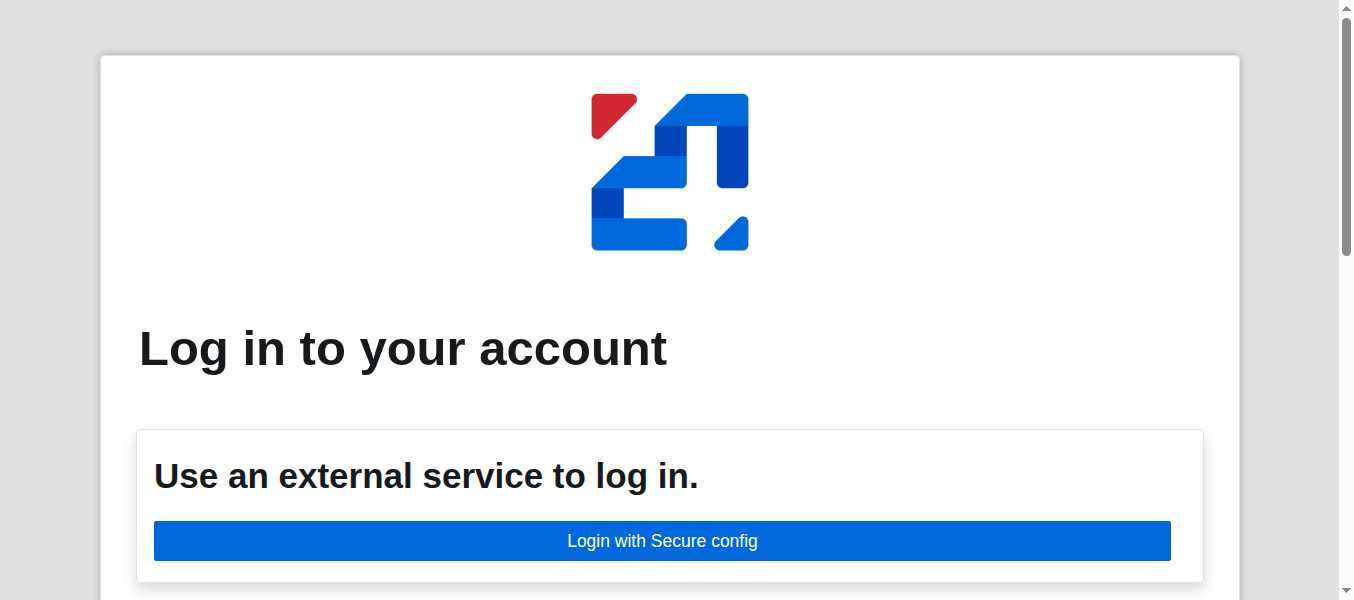 Log in to your account
Use an external service to log in.
Login with Secure config